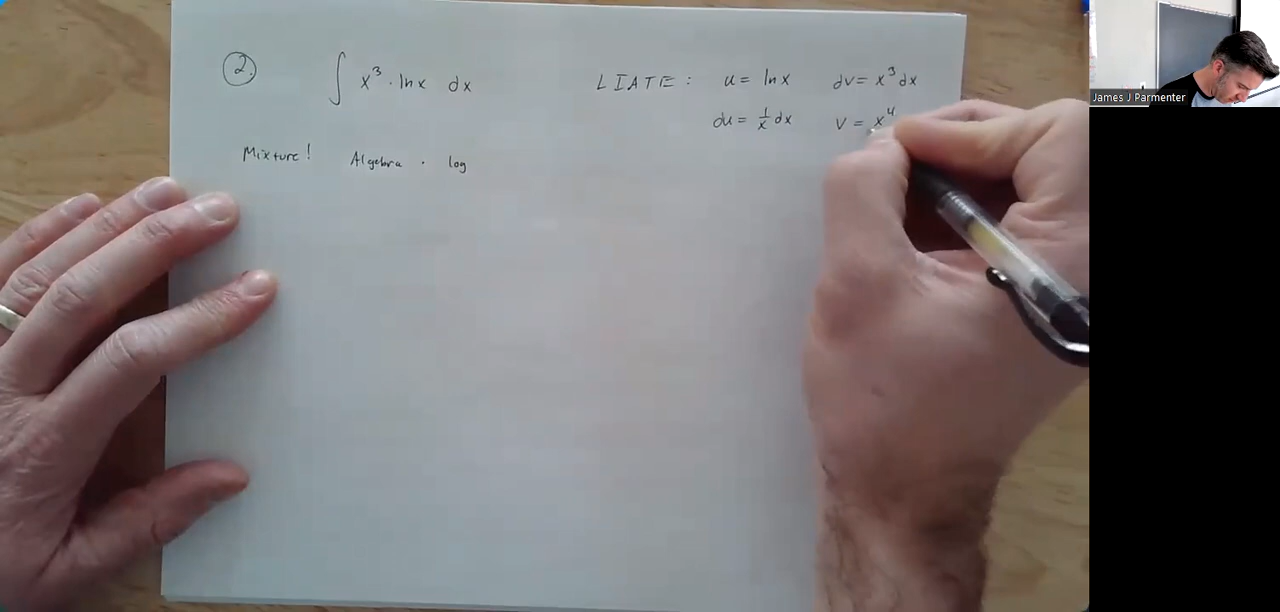 ② ∫ x³ · ln x dx LIATE : u = ln x dv = x³ dx
du = 1/x dx v = x⁴
Mixture! Algebra · log
James J Parmenter